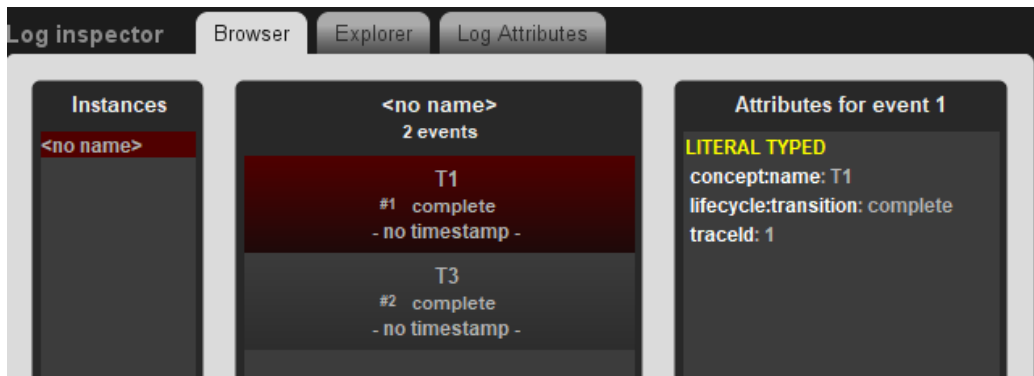 Log inspector Browser Explorer Log Attributes
Instances
<no name>
<no name>
2 events
T1
#1 complete
- no timestamp -
T3
#2 complete
- no timestamp -
Attributes for event 1
LITERAL TYPED
concept:name: T1
lifecycle:transition: complete
traceId: 1